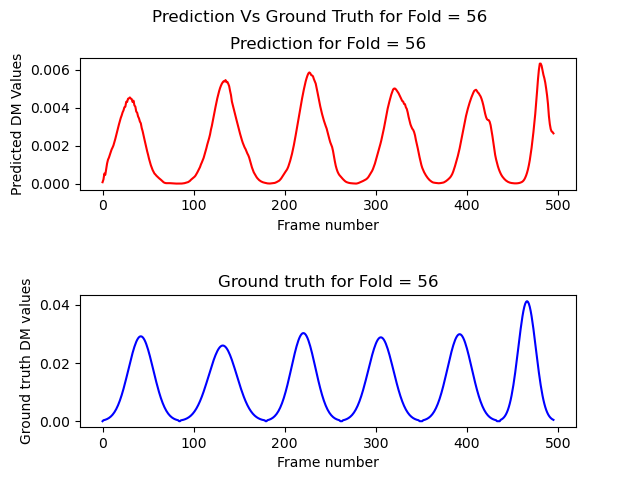 Prediction Vs Ground Truth for Fold = 56
Prediction for Fold = 56
Predicted DM Values
0.006
0.004
0.002
0.000
0 100 200 300 400 500
Frame number
Ground truth for Fold = 56
Ground truth DM values
0.04
0.02
0.00
0 100 200 300 400 500
Frame number